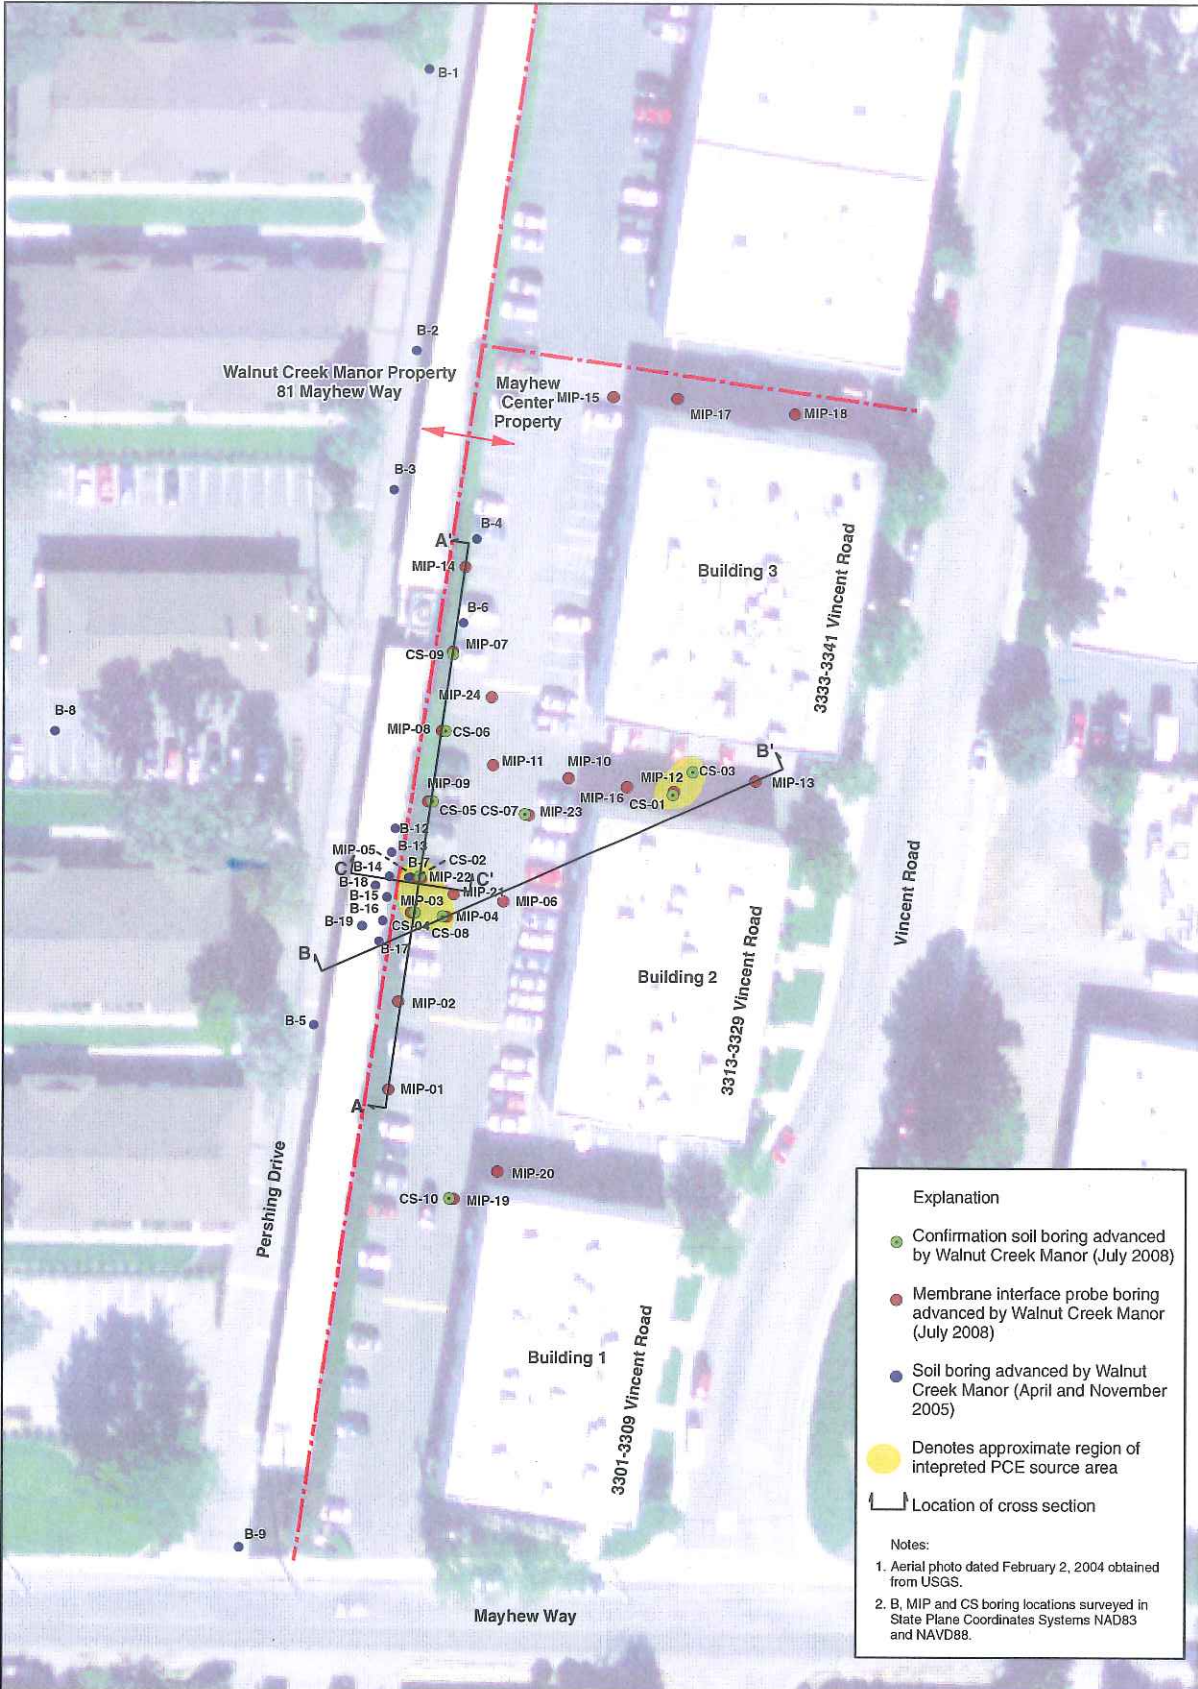 B-1
B-2
Walnut Creek Manor Property
81 Mayhew Way
Mayhew
Center
Property
MIP-15
MIP-17
MIP-18
B-3
B-4
A'
MIP-14
Building 3
3333-3341 Vincent Road
B-6
MIP-07
CS-09
MIP-24
B-8
MIP-08
CS-06
B'
MIP-11
MIP-10
MIP-12
CS-03
MIP-13
MIP-09
MIP-16
CS-01
CS-05
CS-07
MIP-23
B-12
MIP-05
B-13
CS-02
B-7
C
B-14
MIP-22
C'
B-18
MIP-21
B-15
MIP-03
MIP-06
B-16
MIP-04
B-19
CS-04
CS-08
B-17
B
Vincent Road
Building 2
3313-3329 Vincent Road
MIP-02
B-5
MIP-01
A
MIP-20
CS-10
MIP-19
Pershing Drive
Building 1
3301-3309 Vincent Road
B-9
Mayhew Way
Explanation
Confirmation soil boring advanced
by Walnut Creek Manor (July 2008)
Membrane interface probe boring
advanced by Walnut Creek Manor
(July 2008)
Soil boring advanced by Walnut
Creek Manor (April and November
2005)
Denotes approximate region of
intepreted PCE source area
Location of cross section
Notes:
1. Aerial photo dated February 2, 2004 obtained
from USGS.
2. B, MIP and CS boring locations surveyed in
State Plane Coordinates Systems NAD83
and NAVD88.